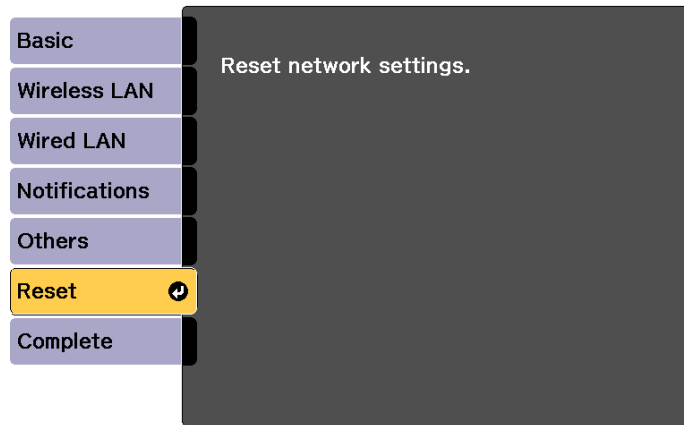 Basic
Wireless LAN
Wired LAN
Notifications
Others
Reset
Complete
Reset network settings.